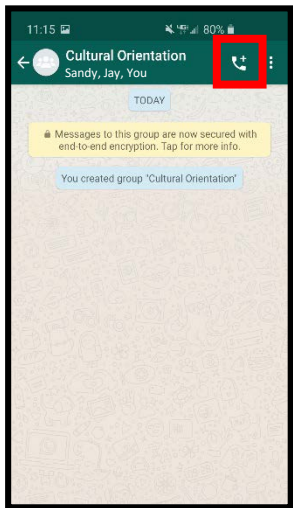 11:15 80%
Cultural Orientation
Sandy, Jay, You
TODAY
Messages to this group are now secured with
end-to-end encryption. Tap for more info.
You created group "Cultural Orientation"